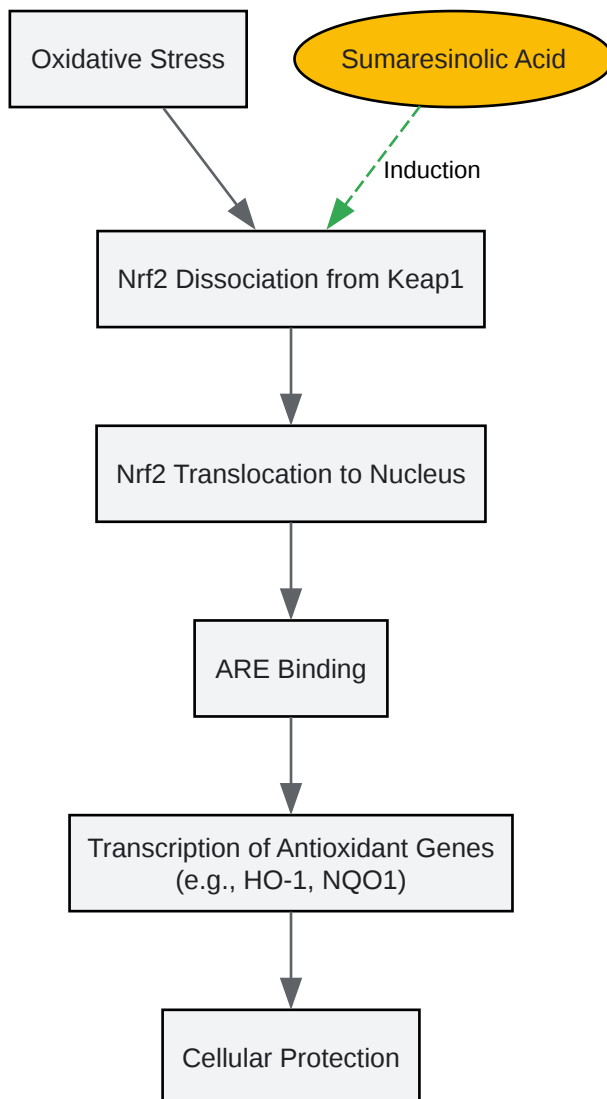 Oxidative Stress
Sumaresinolic Acid
Induction
Nrf2 Dissociation from Keap1
Nrf2 Translocation to Nucleus
ARE Binding
Transcription of Antioxidant Genes
(e.g., HO-1, NQO1)
Cellular Protection